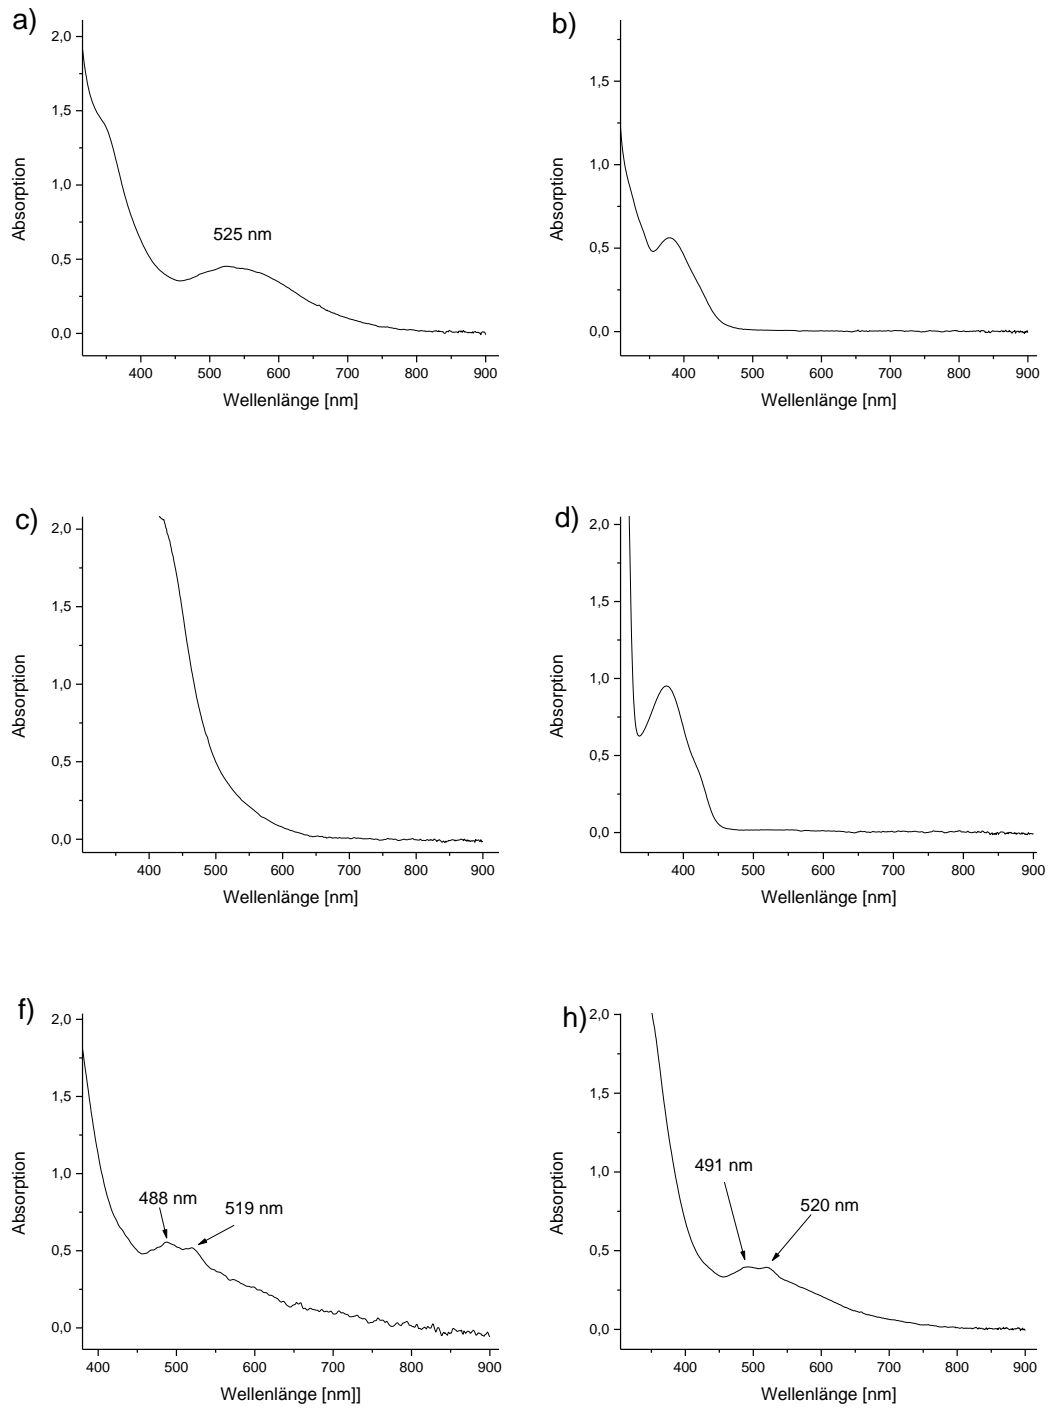 a)
2,0
1,5
1,0
0,5
0,0
Absorption
525 nm
400 500 600 700 800 900
Wellenlänge [nm]
b)
1,5
1,0
0,5
0,0
Absorption
400 500 600 700 800 900
Wellenlänge [nm]
c)
2,0
1,5
1,0
0,5
0,0
Absorption
400 500 600 700 800 900
Wellenlänge [nm]
d)
2,0
1,5
1,0
0,5
0,0
Absorption
400 500 600 700 800 900
Wellenlänge [nm]
f)
2,0
1,5
1,0
0,5
0,0
Absorption
488 nm
519 nm
400 500 600 700 800 900
Wellenlänge [nm]]
h)
2,0
1,5
1,0
0,5
0,0
Absorption
491 nm
520 nm
400 500 600 700 800 900
Wellenlänge [nm]